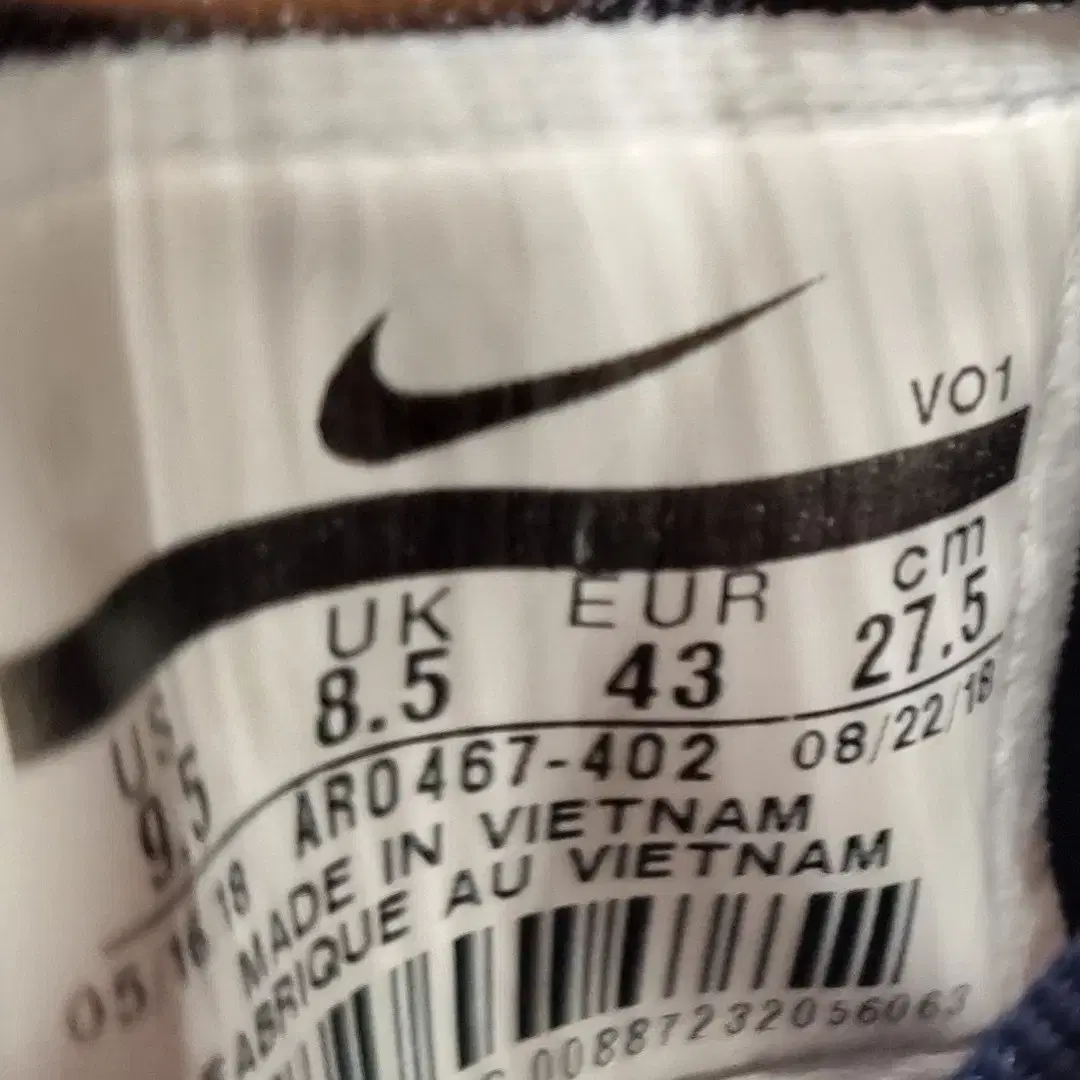 VO1
US UK EUR cm
9.5 8.5 43 27.5
05/16/18 AR0467-402 08/22/18
MADE IN VIETNAM
FABRIQUE AU VIETNAM
00887232056063